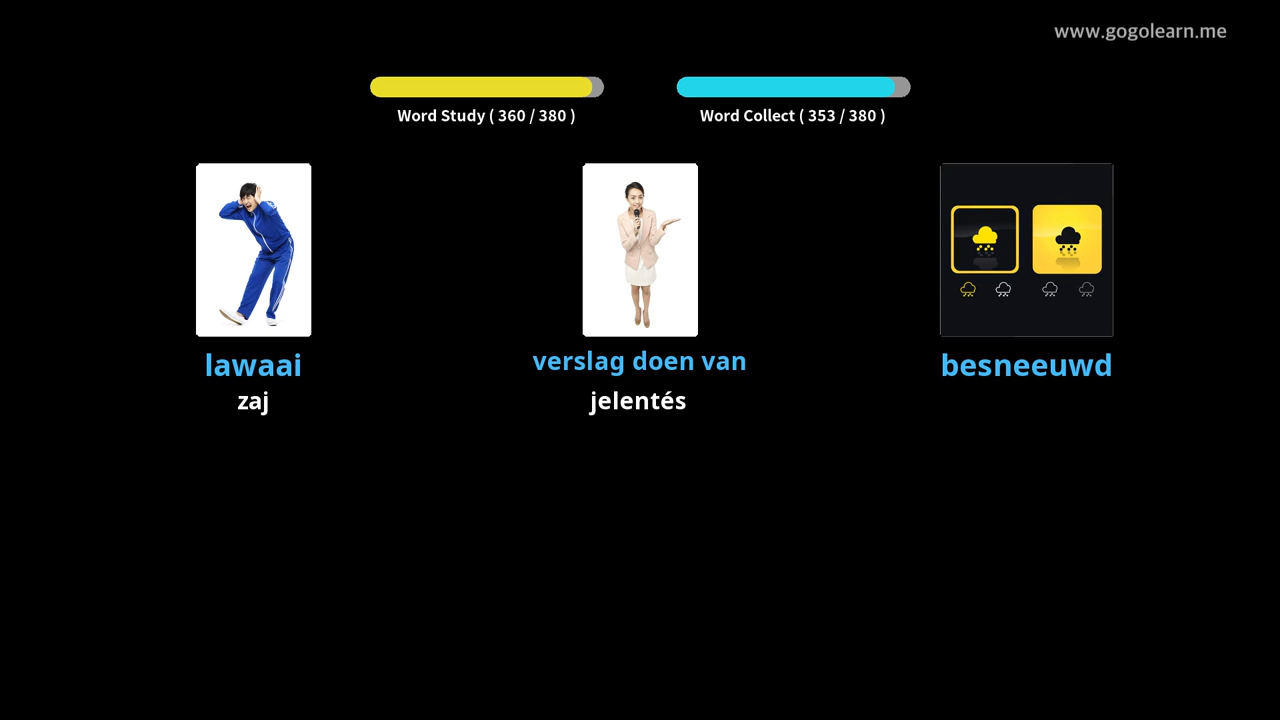 www.gogolearn.me
Word Study ( 360 / 380 )
Word Collect ( 353 / 380 )
lawaai
zaj
verslag doen van
jelentés
besneeuwd